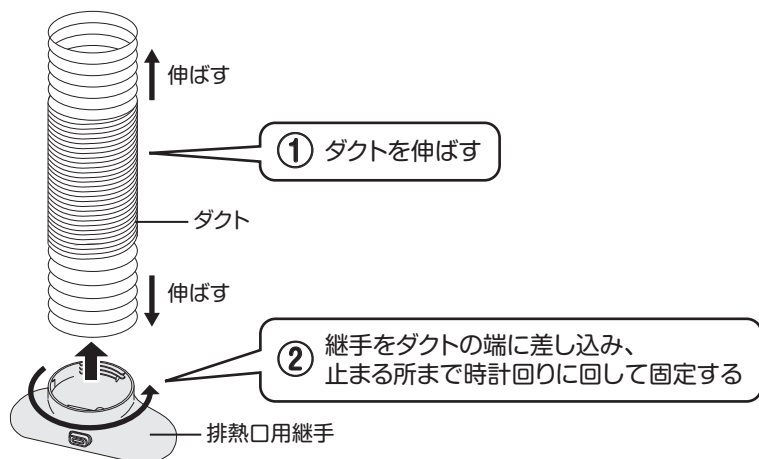 伸ばす
① ダクトを伸ばす
ダクト
伸ばす
② 継手をダクトの端に差し込み、
止まる所まで時計回りに回して固定する
排熱口用継手